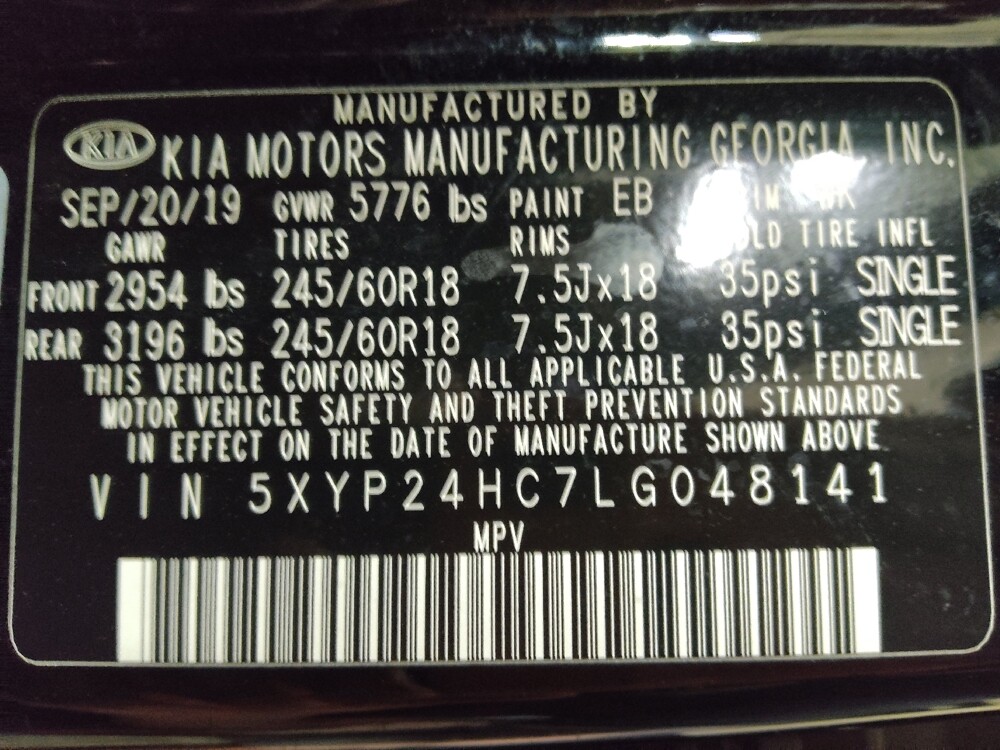 MANUFACTURED BY
KIA KIA MOTORS MANUFACTURING GEORGIA INC.
SEP/20/19 GVWR 5776 lbs PAINT EB
GAWR TIRES RIMS COLD TIRE INFL
FRONT 2954 lbs 245/60R18 7.5Jx18 35psi SINGLE
REAR 3196 lbs 245/60R18 7.5Jx18 35psi SINGLE
THIS VEHICLE CONFORMS TO ALL APPLICABLE U.S.A. FEDERAL
MOTOR VEHICLE SAFETY AND THEFT PREVENTION STANDARDS
IN EFFECT ON THE DATE OF MANUFACTURE SHOWN ABOVE
VIN 5XYP24HC7LG048141
MPV